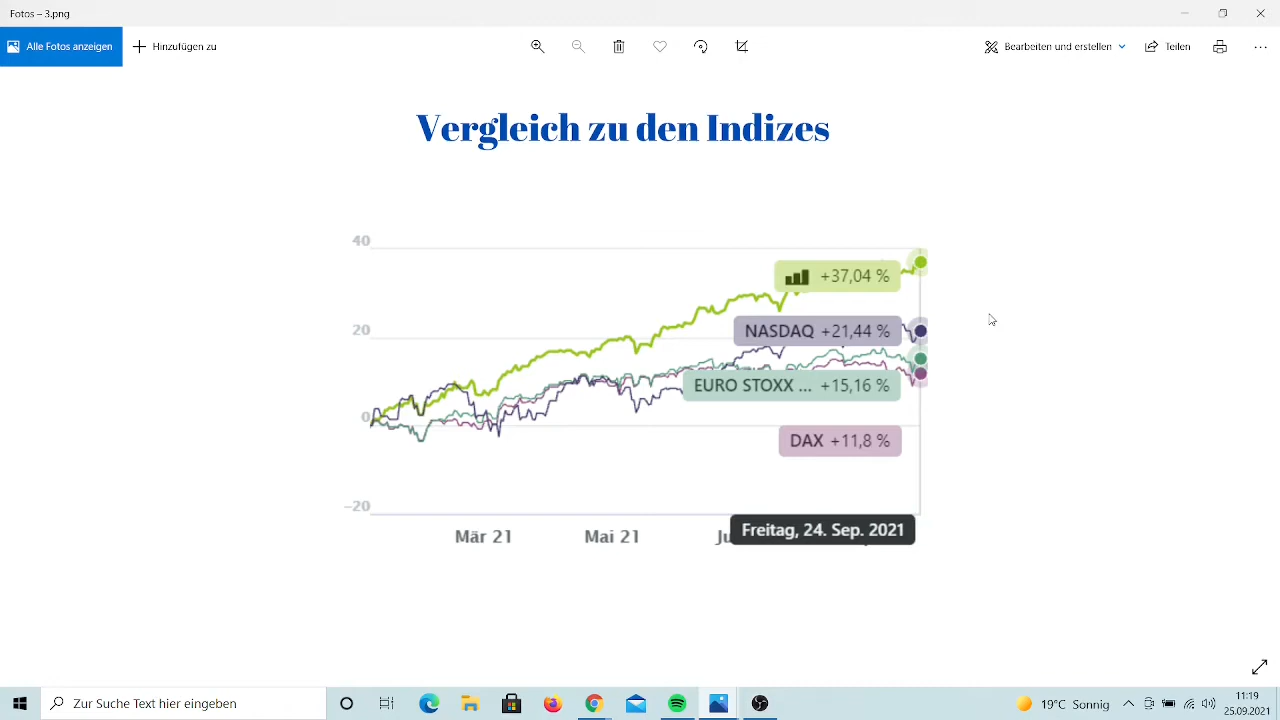 Fotos – 3.png
Alle Fotos anzeigen
Hinzufügen zu
Bearbeiten und erstellen
Teilen
Vergleich zu den Indizes
40
+37,04 %
20
NASDAQ +21,44 %
EURO STOXX ... +15,16 %
0
DAX +11,8 %
−20
Mär 21
Mai 21
Freitag, 24. Sep. 2021
Zur Suche Text hier eingeben
19°C Sonnig
11:19
25.09.2021